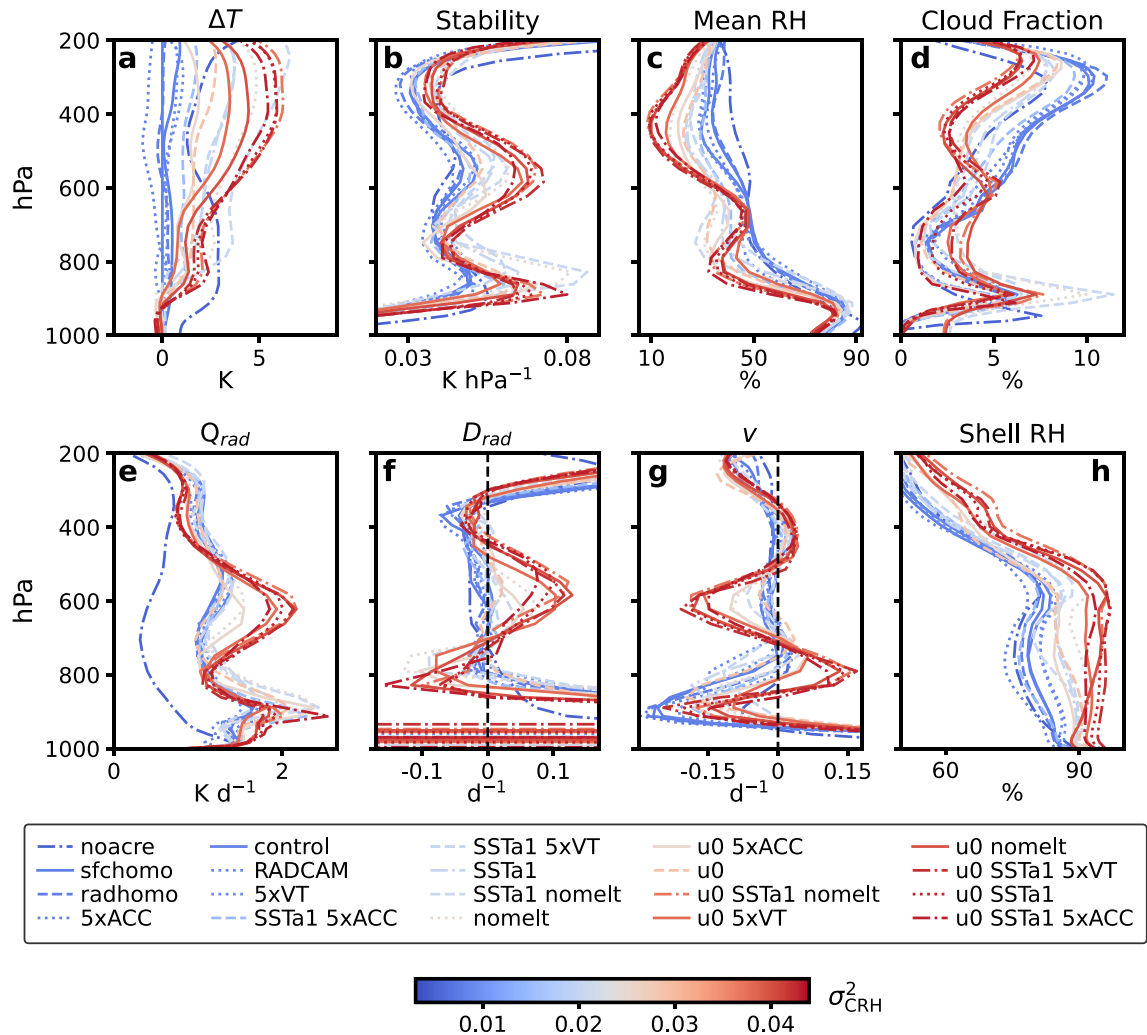 ΔT Stability Mean RH Cloud Fraction
a b c d
hPa
200
400
600
800
1000
0 5
0.03 0.08
10 50 90
0 5 10
K K hPa⁻¹ % %
Q_rad D_rad v Shell RH
e f g h
hPa
200
400
600
800
1000
0 2
-0.1 0 0.1
-0.15 0 0.15
60 90
K d⁻¹ d⁻¹ d⁻¹ %
noacre control SSTa1 5xVT u0 5xACC u0 nomelt
sfchomo RADCAM SSTa1 u0 u0 SSTa1 5xVT
radhomo 5xVT SSTa1 nomelt u0 SSTa1 nomelt u0 SSTa1
5xACC SSTa1 5xACC nomelt u0 5xVT u0 SSTa1 5xACC
σ²_CRH
0.01 0.02 0.03 0.04